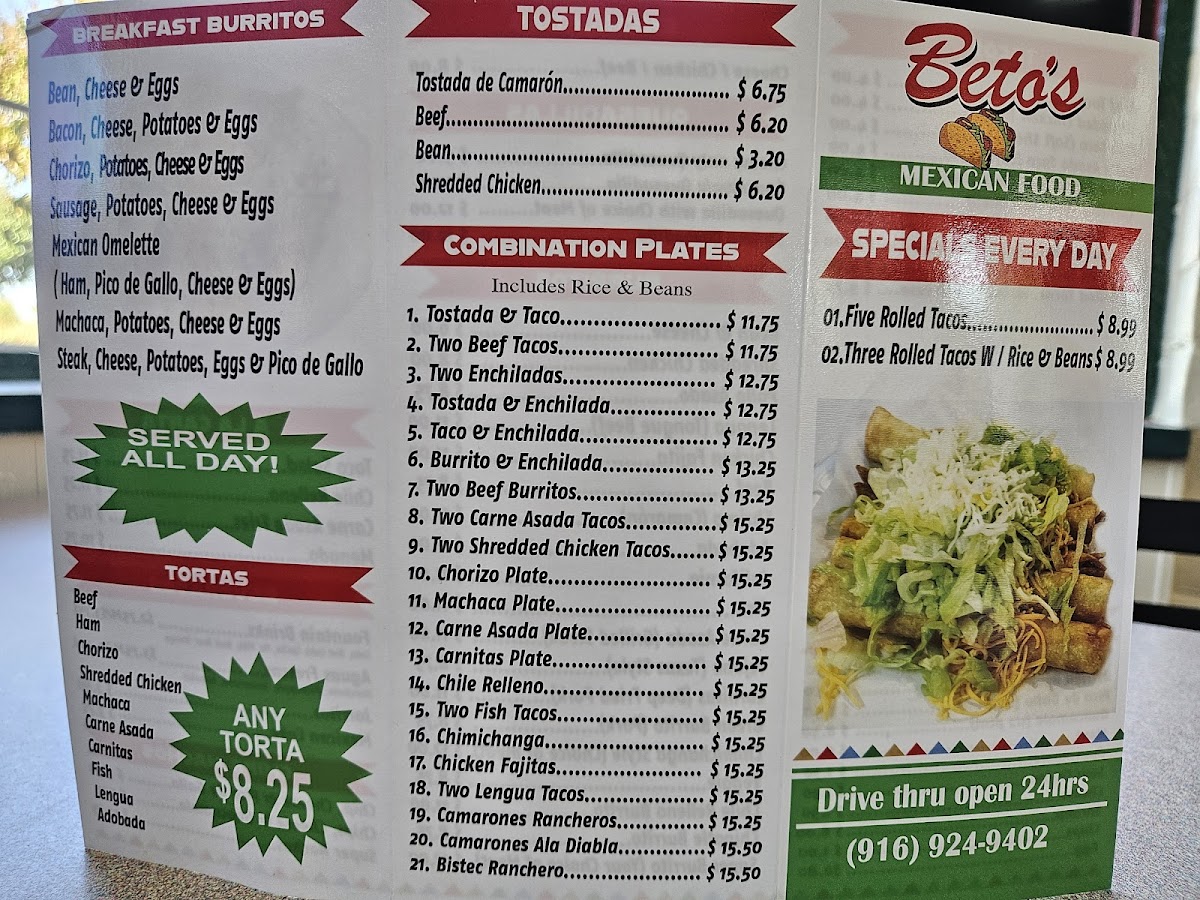 BREAKFAST BURRITOS
Bean, Cheese & Eggs
Bacon, Cheese, Potatoes & Eggs
Chorizo, Potatoes, Cheese & Eggs
Sausage, Potatoes, Cheese & Eggs
Mexican Omelette
( Ham, Pico de Gallo, Cheese & Eggs)
Machaca, Potatoes, Cheese & Eggs
Steak, Cheese, Potatoes, Eggs & Pico de Gallo
SERVED
ALL DAY!
TORTAS
Beef
Ham
Chorizo
Shredded Chicken
Machaca
Carne Asada
Carnitas
Fish
Lengua
Adobada
ANY
TORTA
$8.25
TOSTADAS
Tostada de Camarón.............................. $ 6.75
Beef.................................................... $ 6.20
Bean.................................................... $ 3.20
Shredded Chicken.................................. $ 6.20
COMBINATION PLATES
Includes Rice & Beans
1. Tostada & Taco.......................... $ 11.75
2. Two Beef Tacos.......................... $ 11.75
3. Two Enchiladas......................... $ 12.75
4. Tostada & Enchilada................. $ 12.75
5. Taco & Enchilada....................... $ 12.75
6. Burrito & Enchilada................... $ 13.25
7. Two Beef Burritos....................... $ 13.25
8. Two Carne Asada Tacos............... $ 15.25
9. Two Shredded Chicken Tacos....... $ 15.25
10. Chorizo Plate.......................... $ 15.25
11. Machaca Plate......................... $ 15.25
12. Carne Asada Plate.................... $ 15.25
13. Carnitas Plate......................... $ 15.25
14. Chile Relleno.......................... $ 15.25
15. Two Fish Tacos........................ $ 15.25
16. Chimichanga.......................... $ 15.25
17. Chicken Fajitas........................ $ 15.25
18. Two Lengua Tacos.................... $ 15.25
19. Camarones Rancheros.............. $ 15.25
20. Camarones Ala Diabla.............. $ 15.50
21. Bistec Ranchero...................... $ 15.50
Beto's
MEXICAN FOOD
SPECIALS EVERY DAY
01.Five Rolled Tacos........................ $ 8.99
02.Three Rolled Tacos W / Rice & Beans $ 8.99
Drive thru open 24hrs
(916) 924-9402